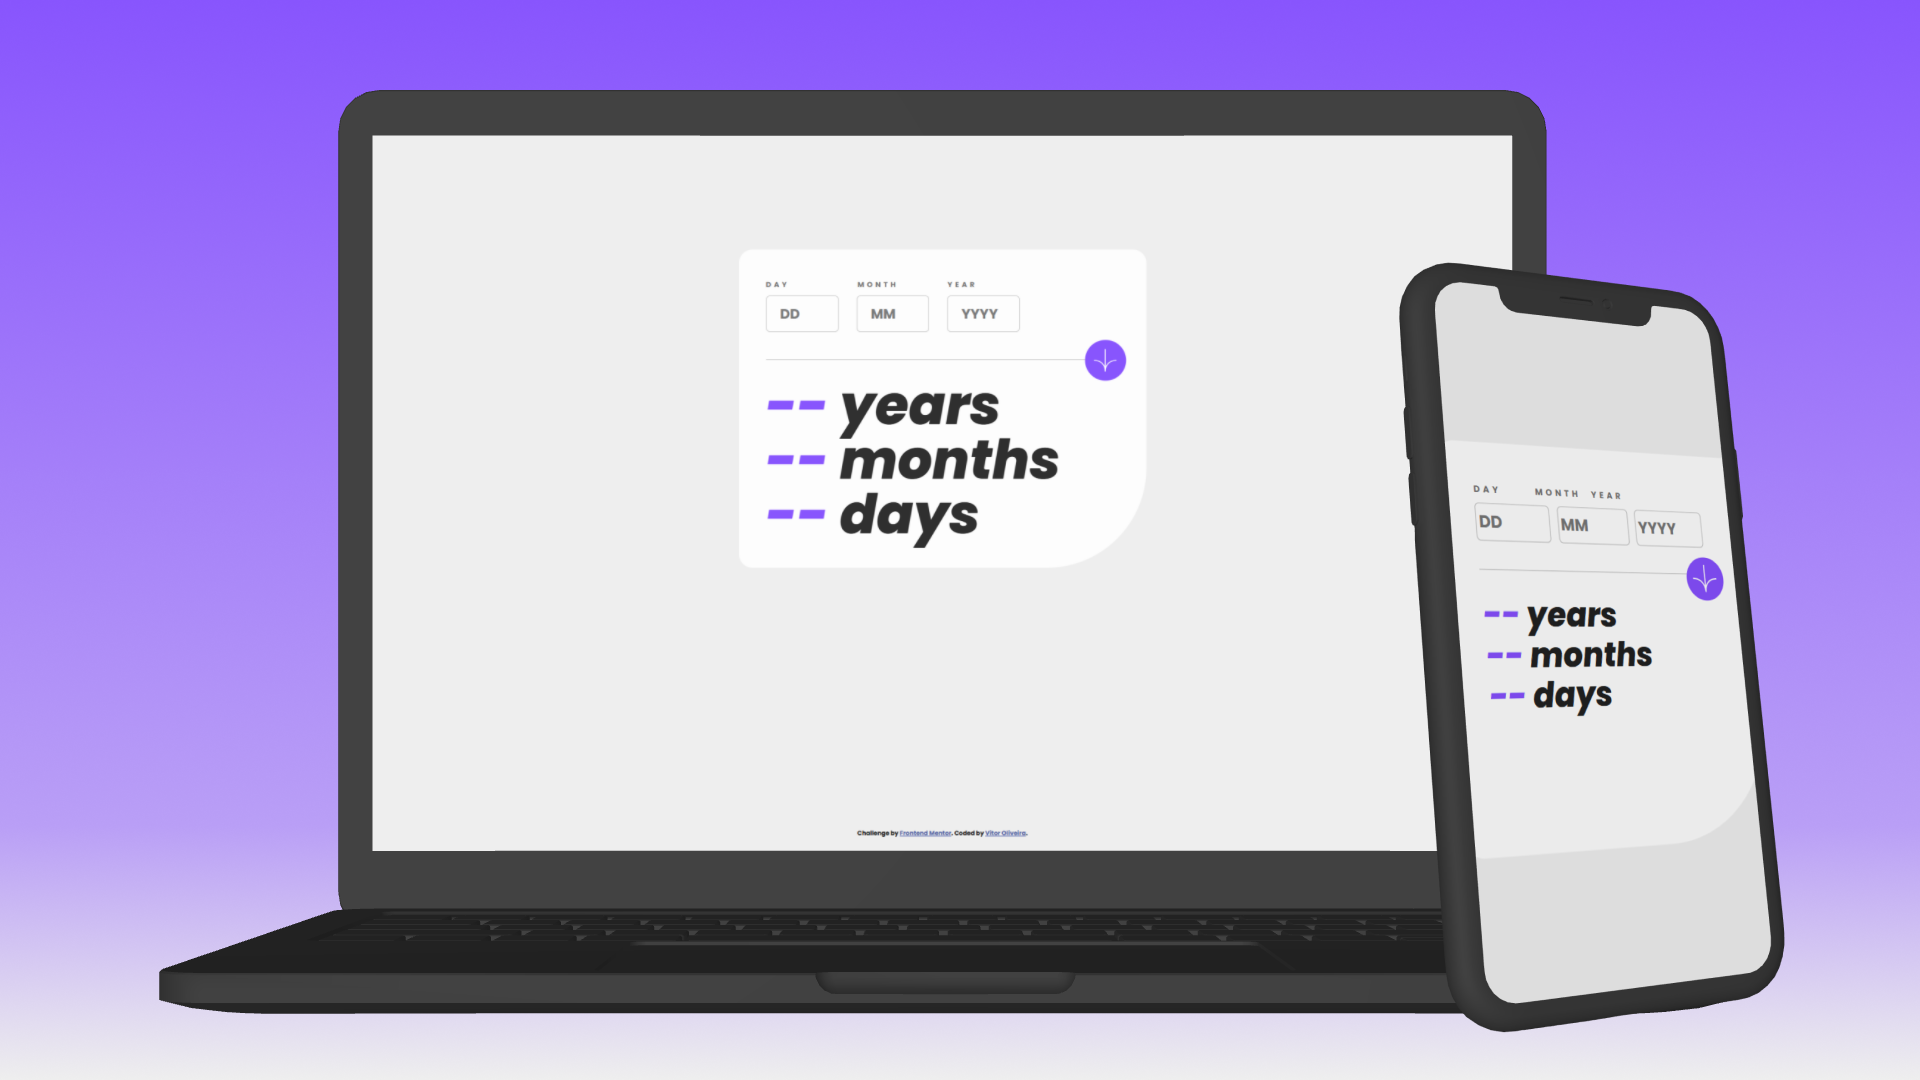 DAY MONTH YEAR
DD MM YYYY
-- years
-- months
-- days
Challenge by Frontend Mentor. Coded by Vitor Oliveira.
DAY MONTH YEAR
DD MM YYYY
-- years
-- months
-- days